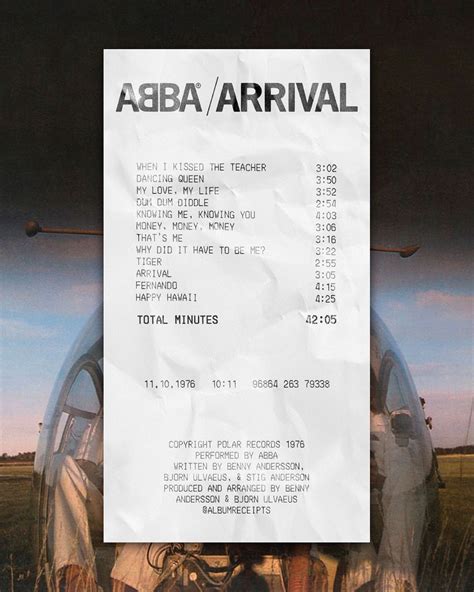 ABBA®/ARRIVAL
WHEN I KISSED THE TEACHER 3:02
DANCING QUEEN 3:50
MY LOVE, MY LIFE 3:52
DUM DUM DIDDLE 2:54
KNOWING ME, KNOWING YOU 4:03
MONEY, MONEY, MONEY 3:06
THAT'S ME 3:16
WHY DID IT HAVE TO BE ME? 3:22
TIGER 2:55
ARRIVAL 3:05
FERNANDO 4:15
HAPPY HAWAII 4:25
TOTAL MINUTES 42:05
11,10,1976 10:11 96864 263 79338
COPYRIGHT POLAR RECORDS 1976
PERFORMED BY ABBA
WRITTEN BY BENNY ANDERSSON,
BJORN ULVAEUS, & STIG ANDERSON
PRODUCED AND ARRANGED BY BENNY
ANDERSSON & BJORN ULVAEUS
@ALBUMRECEIPTS